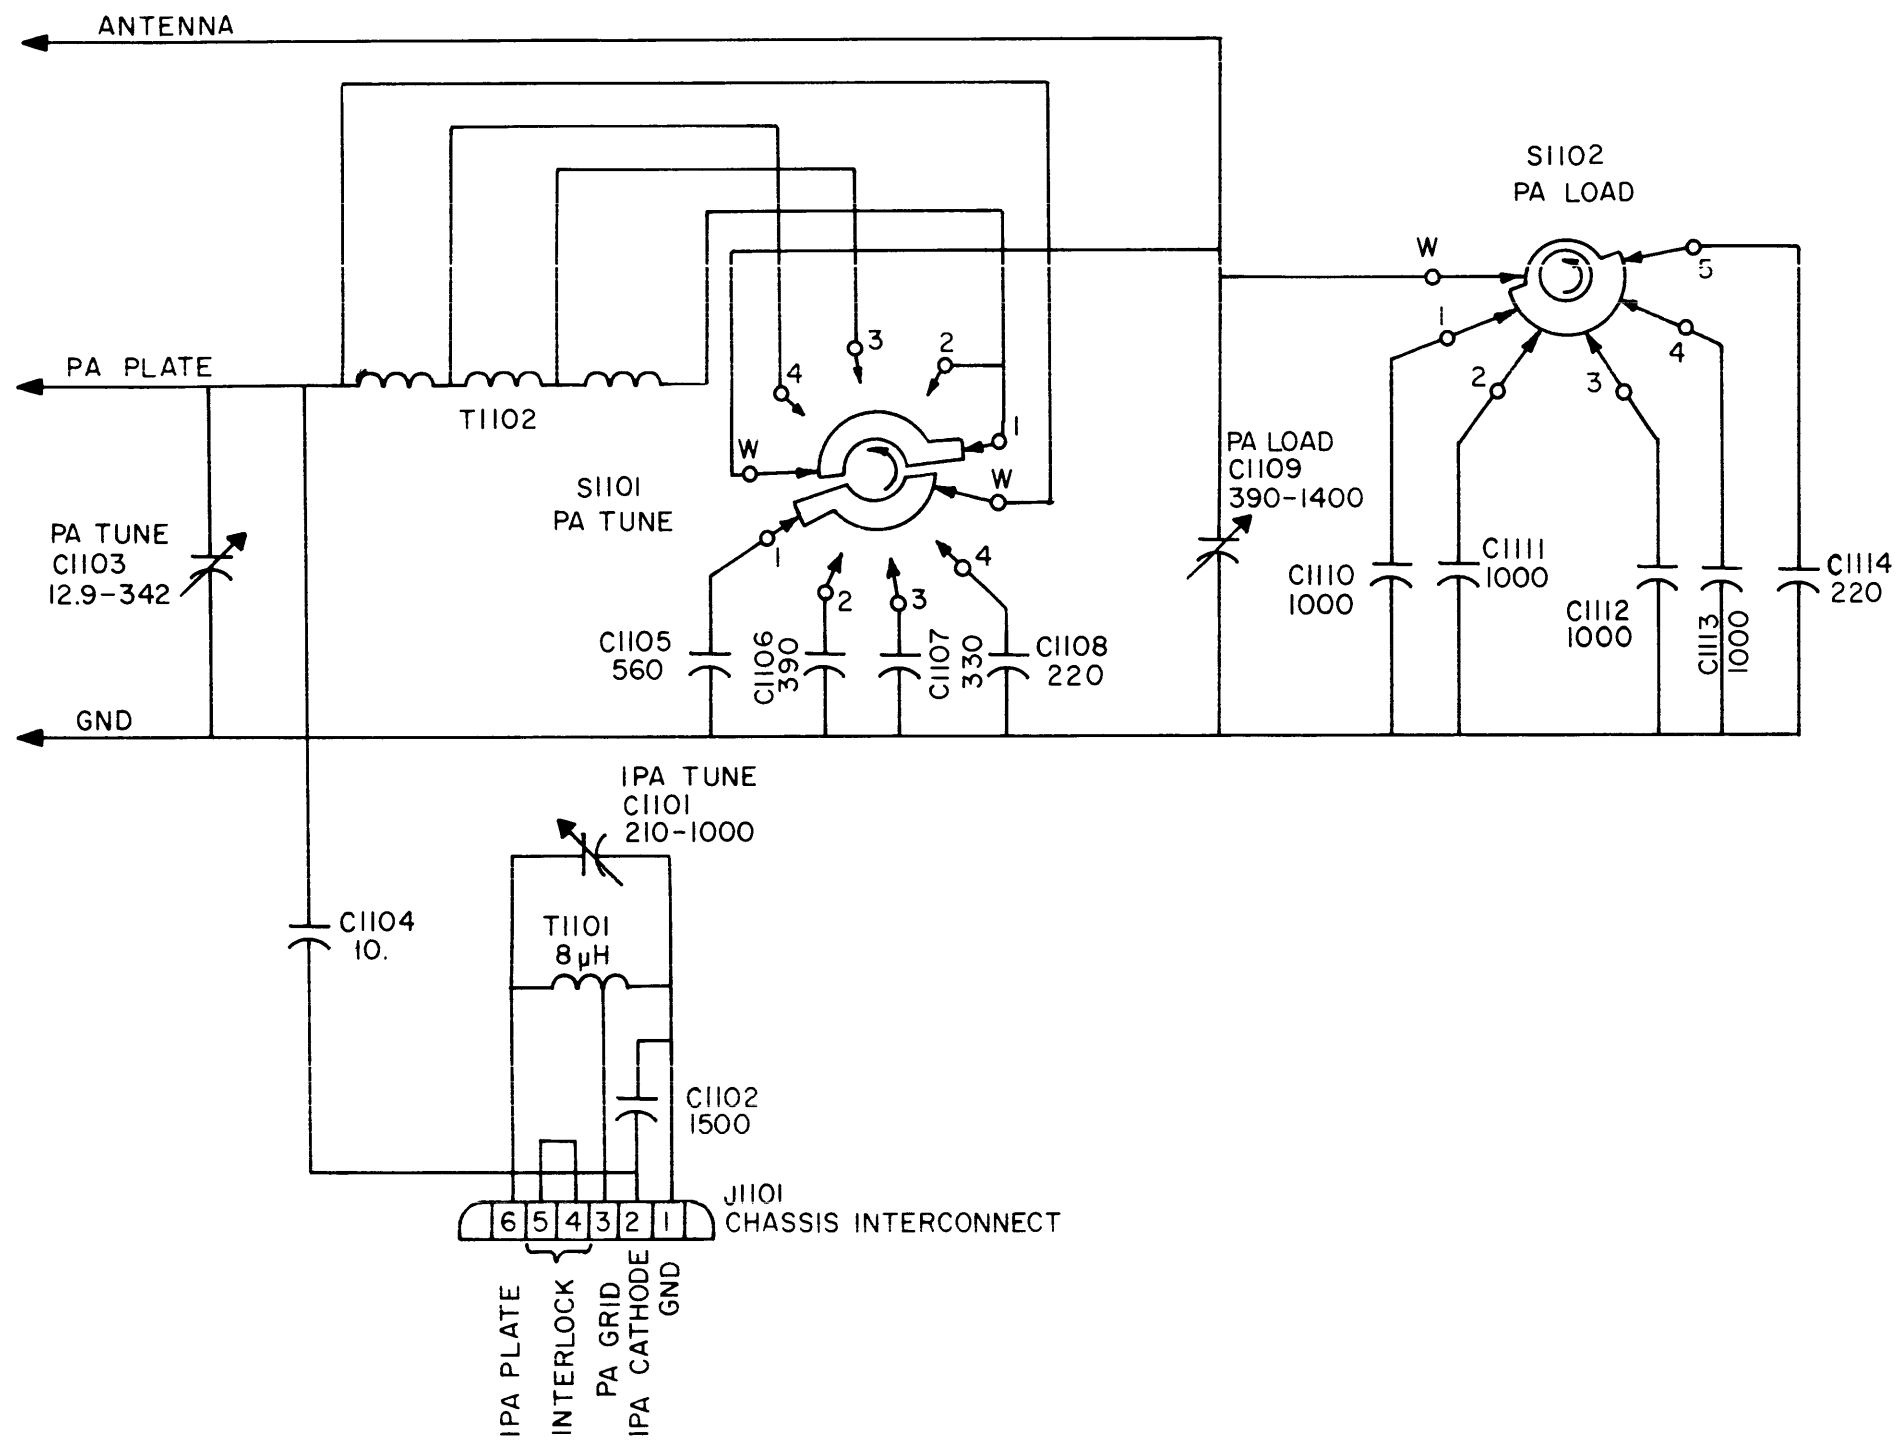 ANTENNA
S1102
PA LOAD
W
5
1
4
2
3
3
2
4
1
W
W
PA PLATE
T1102
S1101
PA TUNE
PA LOAD
C1109
390-1400
PA TUNE
C1103
12.9-342
1
2
3
4
C1110
1000
C1111
1000
C1112
1000
C1113
1000
C1114
220
C1105
560
C1106
390
C1107
330
C1108
220
GND
IPA TUNE
C1101
210-1000
C1104
10.
T1101
8µH
C1102
1500
J1101
CHASSIS INTERCONNECT
6 5 4 3 2 1
IPA PLATE
INTERLOCK
PA GRID
IPA CATHODE
GND